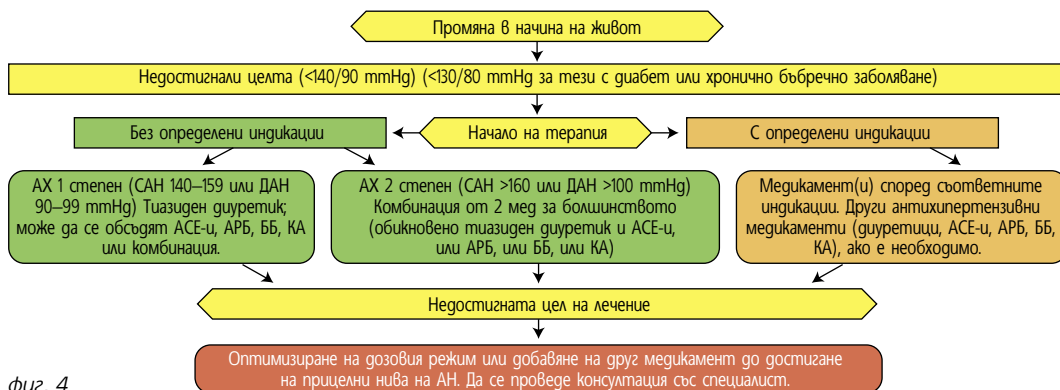 Промяна в начина на живот
Недостигнали целта (<140/90 mmHg) (<130/80 mmHg за тези с диабет или хронично бъбречно заболяване)
Без определени индикации
Начало на терапия
С определени индикации
АХ 1 степен (САН 140–159 или ДАН
90–99 mmHg) Тиазиден диуретик;
може да се обсъдят АСЕ-и, АРБ, ББ, КА
или комбинация.
АХ 2 степен (САН >160 или ДАН >100 mmHg)
Комбинация от 2 мед за болшинството
(обикновено тиазиден диуретик и АСЕ-и,
или АРБ, или ББ, или КА)
Медикамент(и) според съответните
индикации. Други антихипертензивни
медикаменти (диуретици, АСЕ-и, АРБ, ББ,
КА), ако е необходимо.
Недостигната цел на лечение
Оптимизиране на дозовия режим или добавяне на друг медикамент до достигане
на прицелни нива на АН. Да се проведе консултация със специалист.
фиг. 4